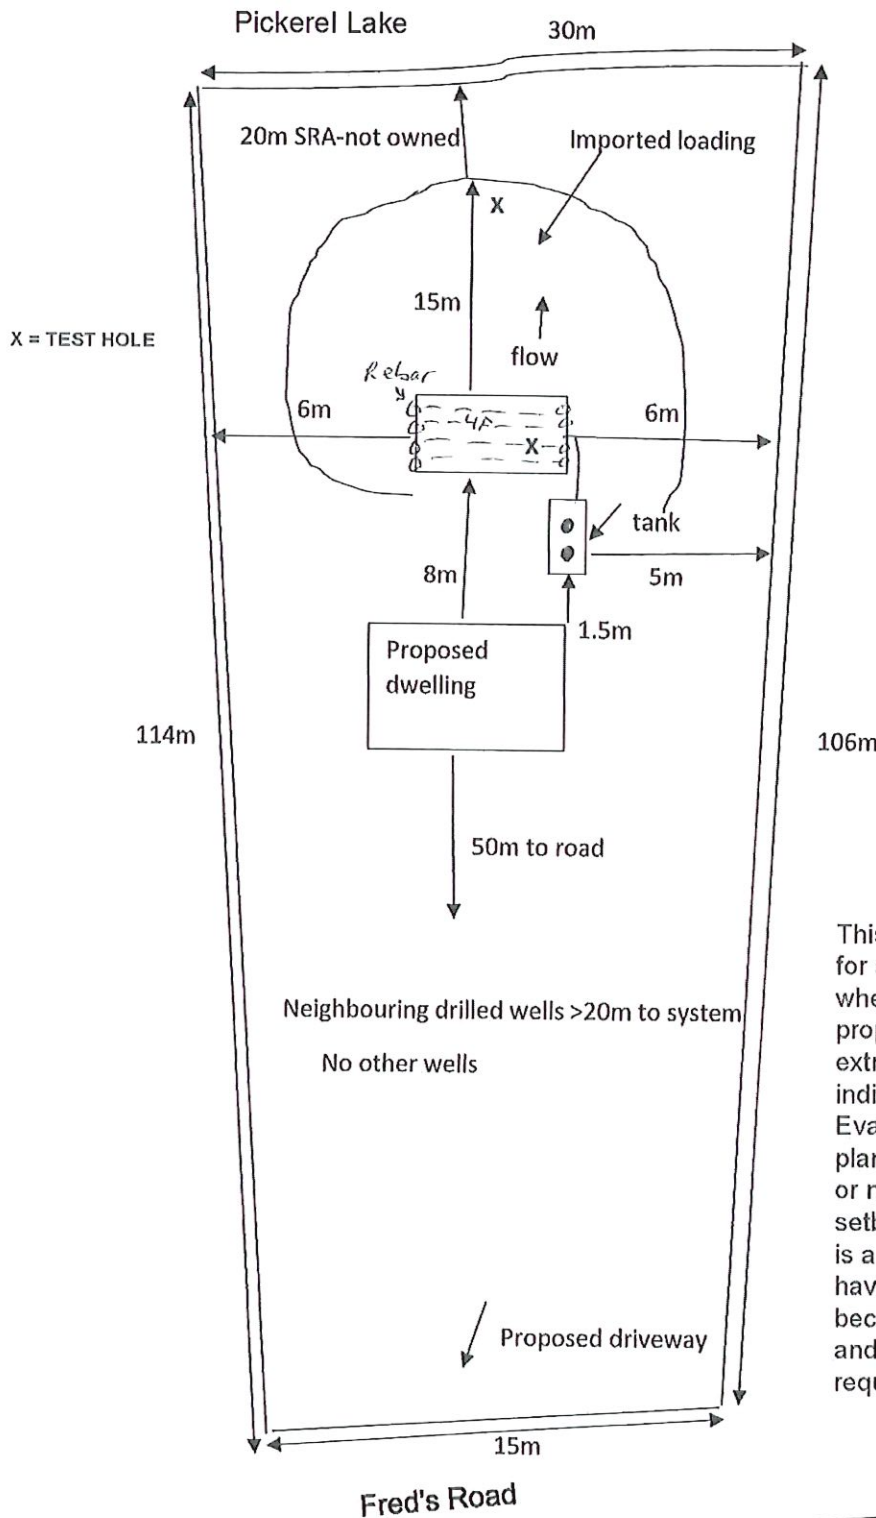 Pickerel Lake
30m
20m SRA-not owned
Imported loading
X
15m
X = TEST HOLE
flow
Rebar
6m
6m
X
tank
8m
5m
1.5m
Proposed
dwelling
114m
106m
50m to road
This
for
whe
prop
extr
indi
Eva
plar
or n
setb
is a
hav
bec
and
requ
Neighbouring drilled wells >20m to system
No other wells
Proposed driveway
15m
Fred's Road